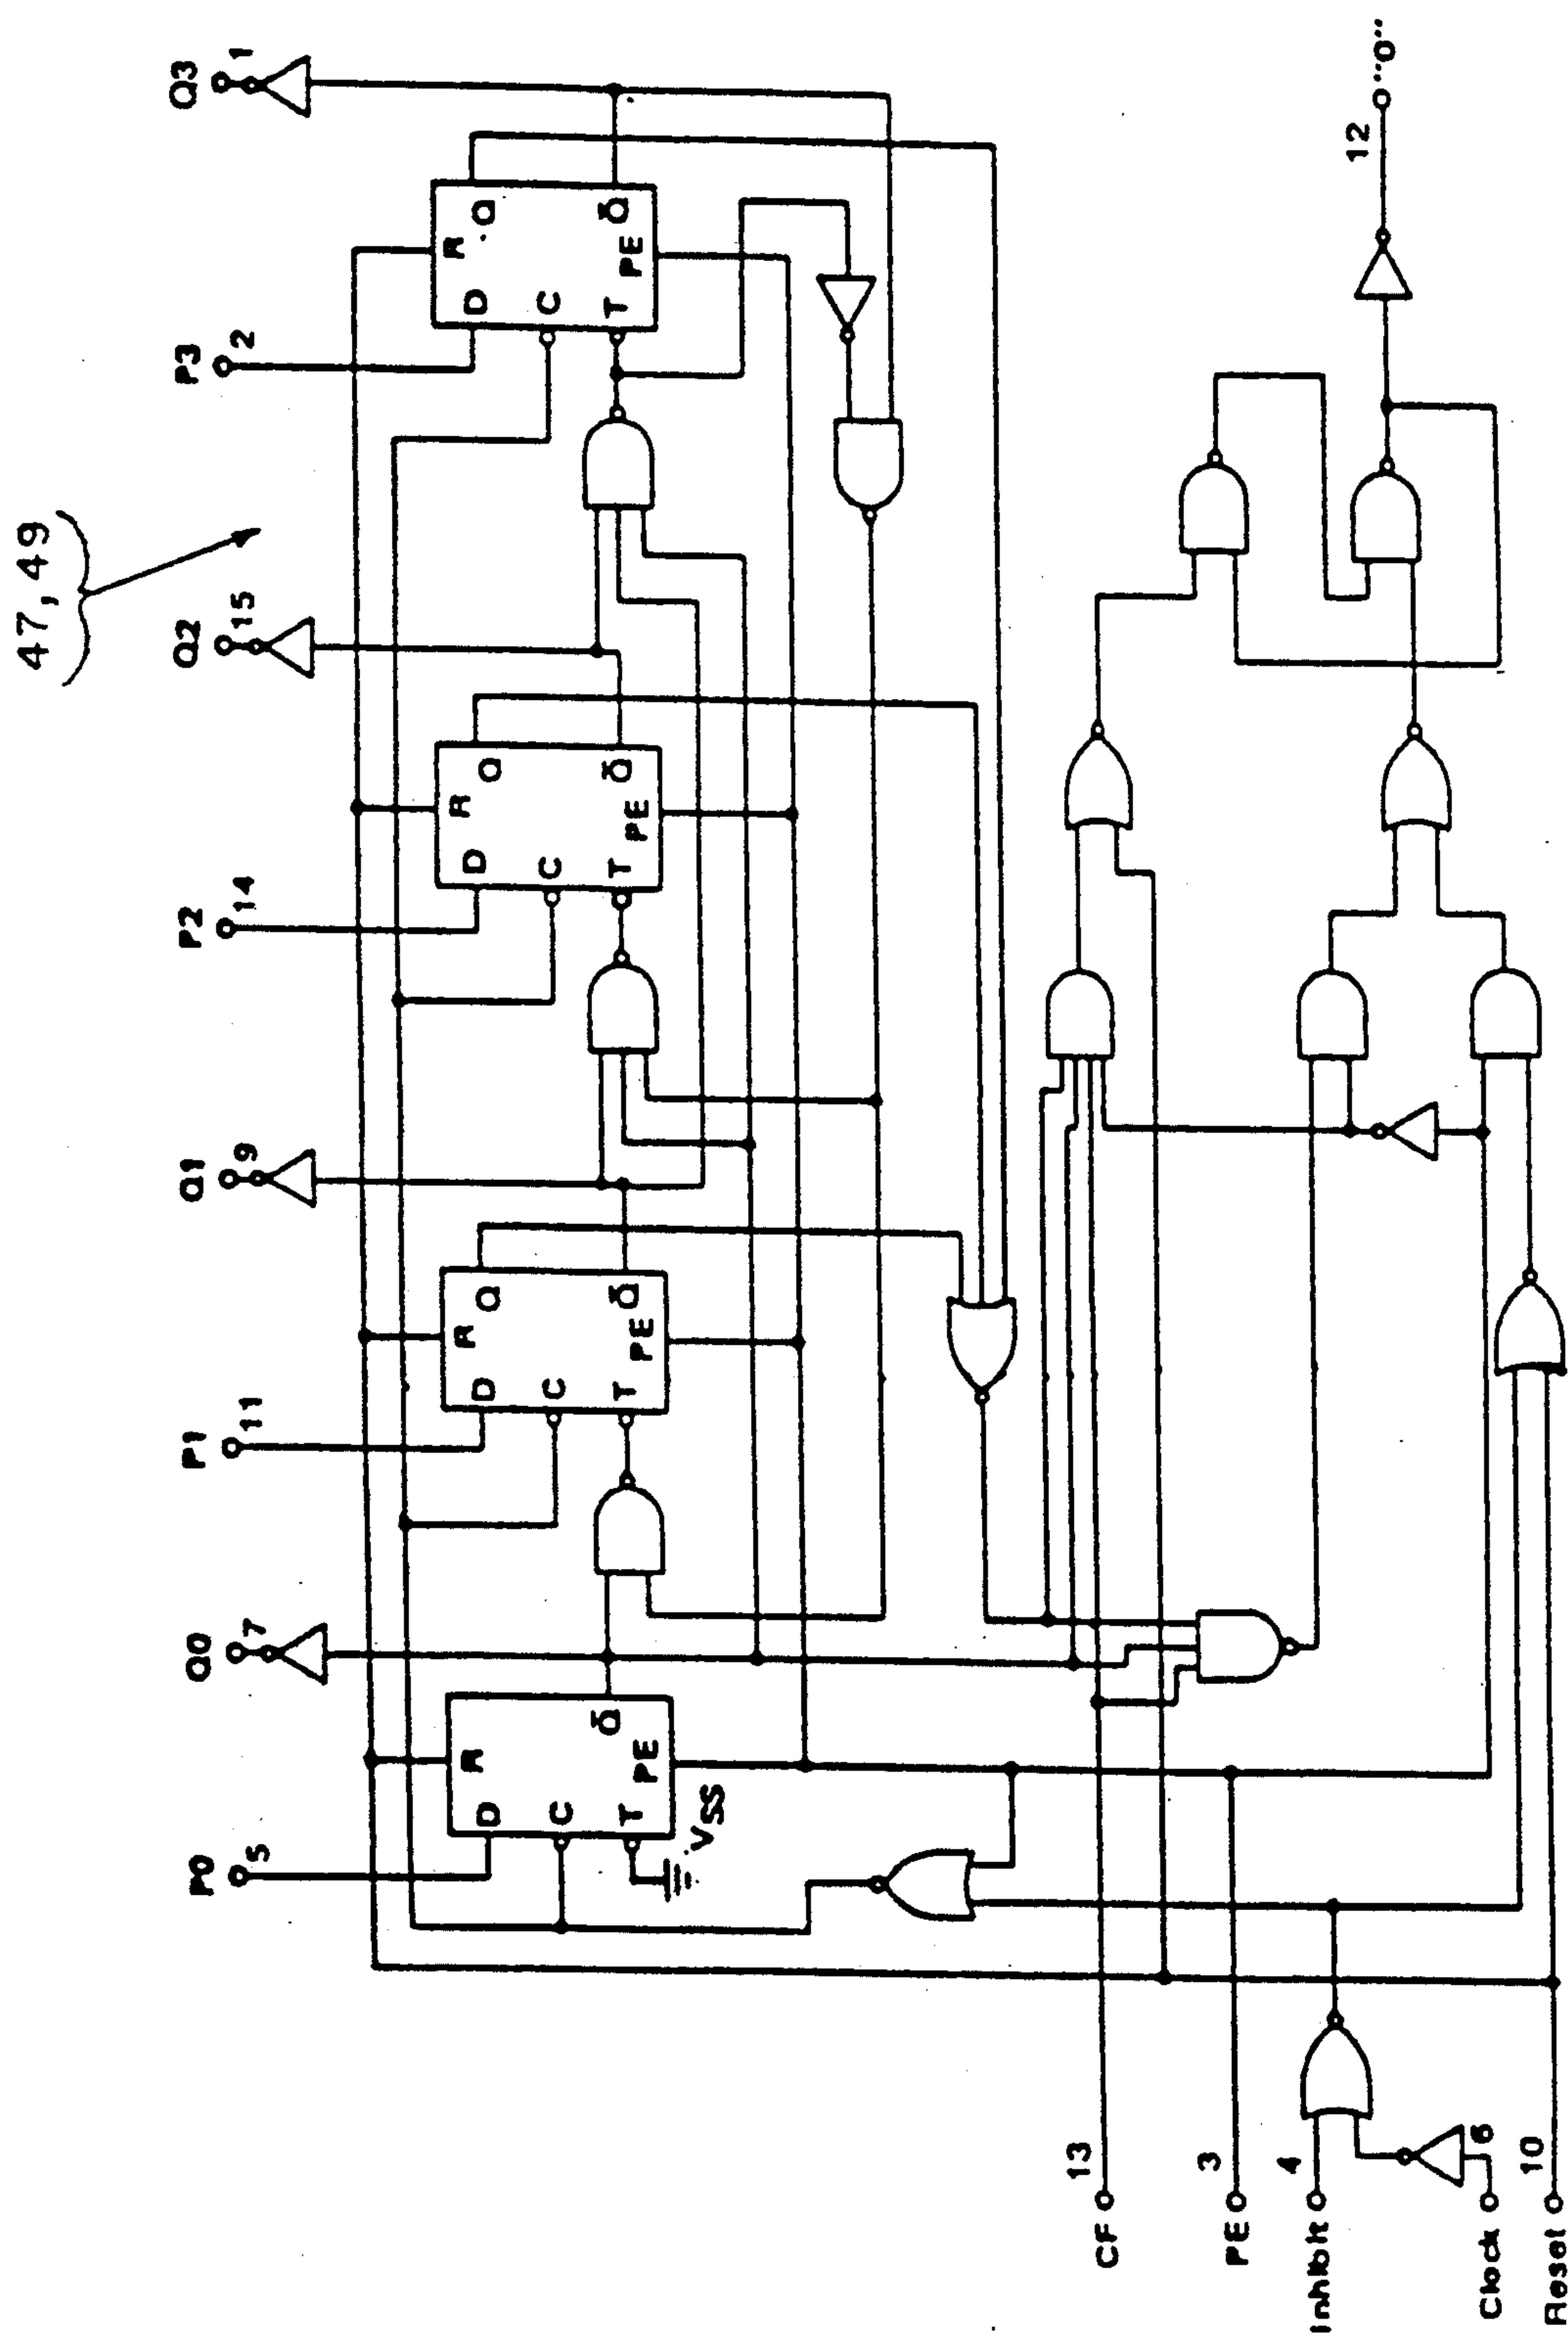 47, 49
P0
5
Q0
7
P1
11
Q1
9
P2
14
Q2
15
P3
2
Q3
1
R
D
C
T
PE
Q̄
VSS
R
D
C
T
PE
Q
Q̄
R
D
C
T
PE
Q
Q̄
R
D
C
T
PE
Q
Q̄
CF
13
PE
3
Inhibit
4
Clock
6
Reset
10
12
"0"